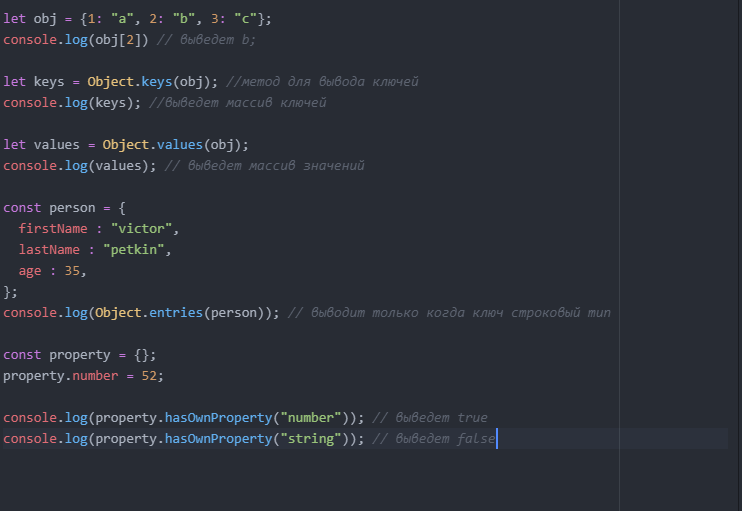 let obj = {1: "a", 2: "b", 3: "c"};
console.log(obj[2]) // выведет b;
let keys = Object.keys(obj); //метод для вывода ключей
console.log(keys); //выведет массив ключей
let values = Object.values(obj);
console.log(values); // выведет массив значений
const person = {
firstName : "victor",
lastName : "petkin",
age : 35,
};
console.log(Object.entries(person)); // выводит только когда ключ строковый тип
const property = {};
property.number = 52;
console.log(property.hasOwnProperty("number")); // выведет true
console.log(property.hasOwnProperty("string")); // выведет false